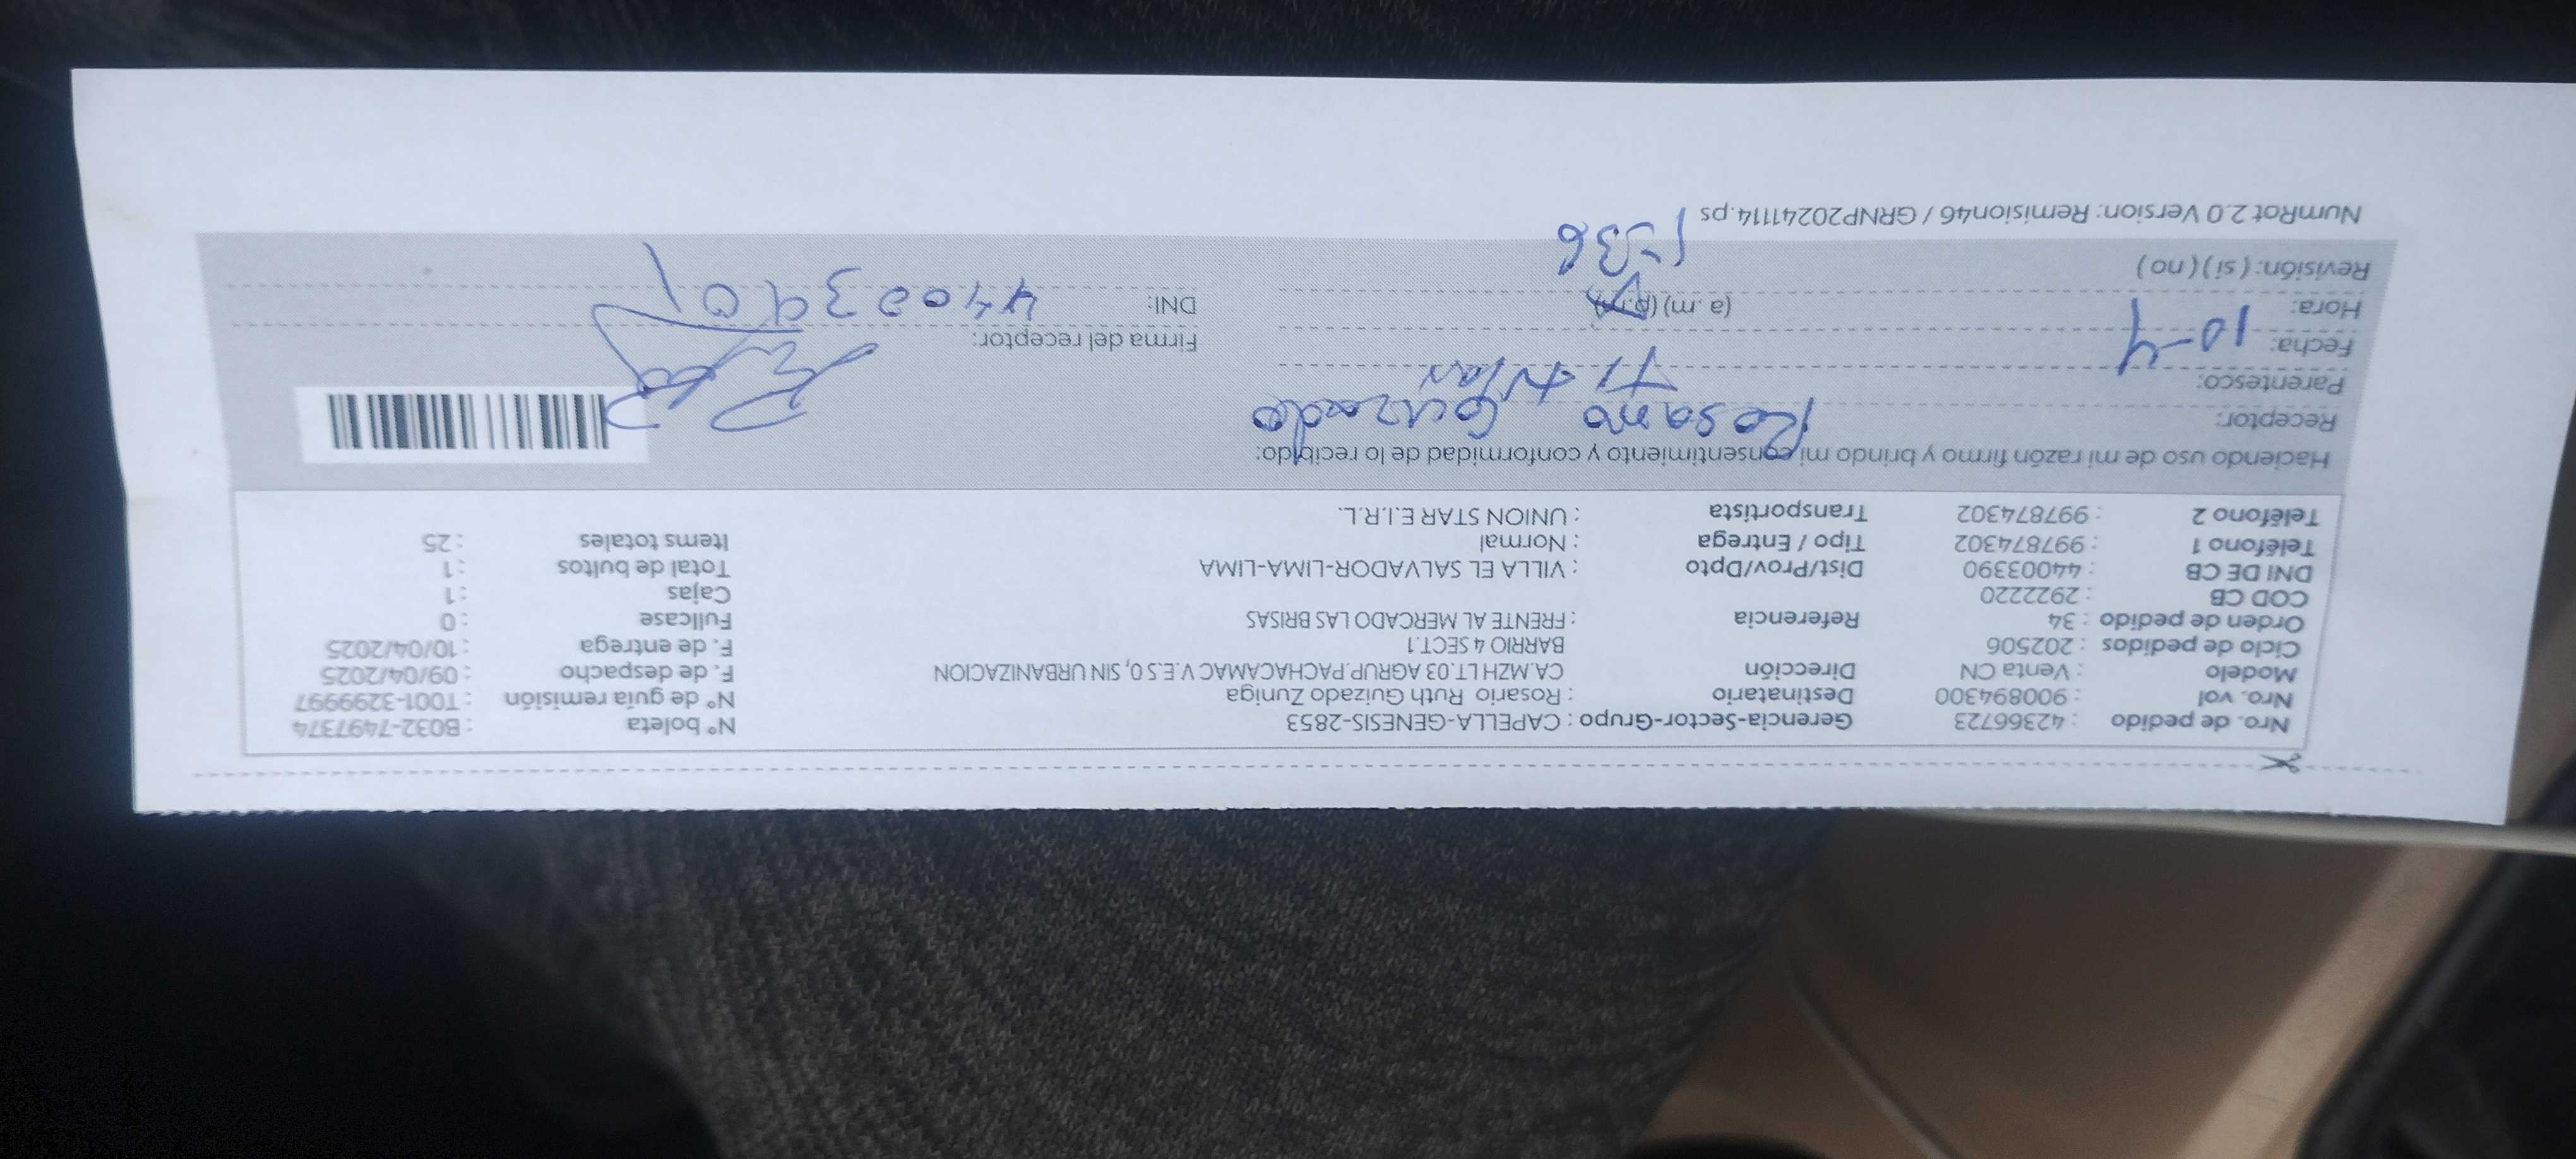 Nro. de pedido : 42366723 Gerencia-Sector-Grupo : CAPELLA-GENESIS-2853 N° boleta : B032-7497374
Nro. vol : 900894300 Destinatario : Rosario Ruth Guizado Zuniga N° de guía remisión : T001-3299997
Modelo : Venta CN Dirección CA.MZH LT.03 AGRUP.PACHACAMAC V.E.S 0, SIN URBANIZACION F. de despacho : 09/04/2025
Ciclo de pedidos : 202506 BARRIO 4 SECT.1 F. de entrega : 10/04/2025
Orden de pedido : 34 Referencia : FRENTE AL MERCADO LAS BRISAS Fullcase : 0
COD CB : 2922220 Cajas : 1
DNI DE CB : 44003390 Dist/Prov/Dpto : VILLA EL SALVADOR-LIMA-LIMA Total de bultos : 1
Teléfono 1 : 997874302 Tipo / Entrega : Normal Items totales : 25
Teléfono 2 : 997874302 Transportista : UNION STAR E.I.R.L.
Haciendo uso de mi razón firmo y brindo mi consentimiento y conformidad de lo recibido:
Receptor:
Parentesco: Titular
Fecha: 10-4 Firma del receptor:
Hora: (a.m) (p.m) 1-36 DNI:
Revisión: ( si ) ( no )
NumRot 2.0 Version: Remision46 / GRNP20241114.ps